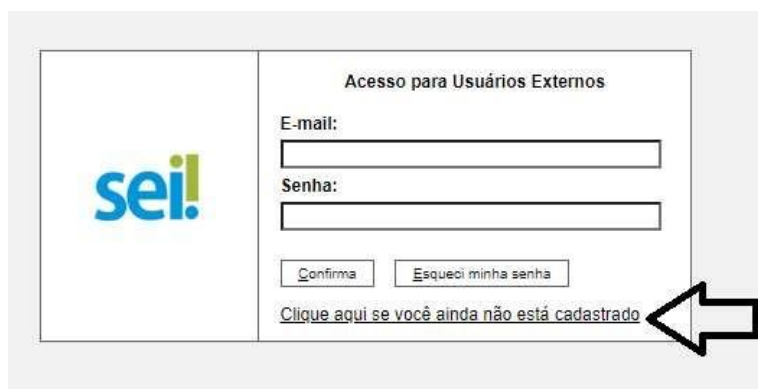 sei!
Acesso para Usuários Externos
E-mail:
Senha:
Confirma
Esqueci minha senha
Clique aqui se você ainda não está cadastrado